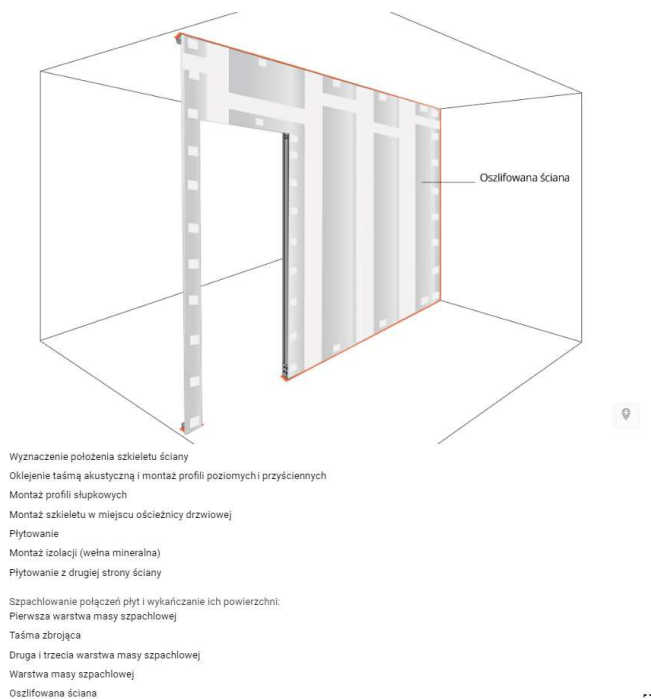 Oszlifowana ściana
Wyznaczenie położenia szkieletu ściany
Oklejenie taśmą akustyczną i montaż profili poziomych i przyściennych
Montaż profili słupkowych
Montaż szkieletu w miejscu ościeżnicy drzwiowej
Płytowanie
Montaż izolacji (wełna mineralna)
Płytowanie z drugiej strony ściany
Szpachlowanie połączeń płyt i wykańczanie ich powierzchni:
Pierwsza warstwa masy szpachlowej
Taśma zbrojąca
Druga i trzecia warstwa masy szpachlowej
Warstwa masy szpachlowej
Oszlifowana ściana